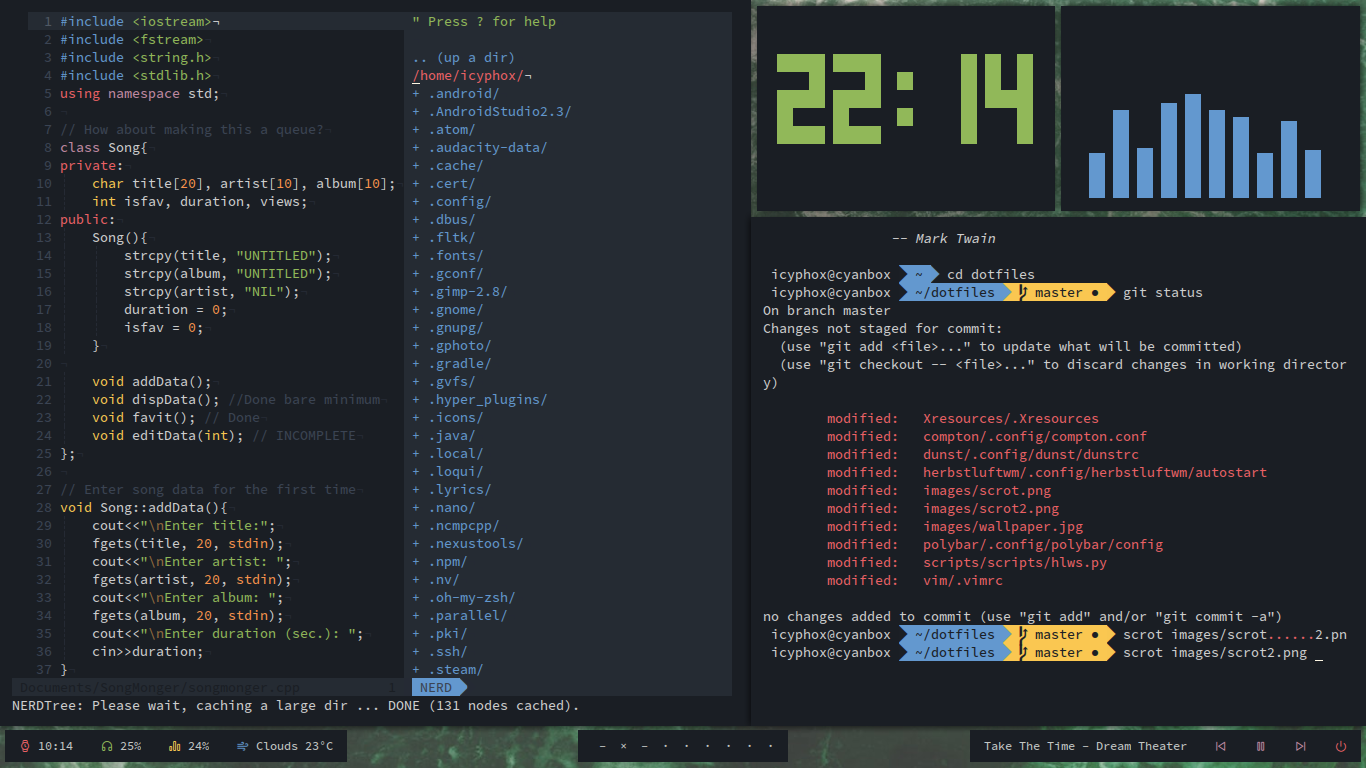 1 #include <iostream>¬
2 #include <fstream>
3 #include <string.h>
4 #include <stdlib.h>
5 using namespace std;
6
7 // How about making this a queue?
8 class Song{
9 private:
10 char title[20], artist[10], album[10];
11 int isfav, duration, views;
12 public:
13 Song(){
14 strcpy(title, "UNTITLED");
15 strcpy(album, "UNTITLED");
16 strcpy(artist, "NIL");
17 duration = 0;
18 isfav = 0;
19 }
20
21 void addData();
22 void dispData(); //Done bare minimum
23 void favit(); // Done
24 void editData(int); // INCOMPLETE
25 };
26
27 // Enter song data for the first time
28 void Song::addData(){
29 cout<<"\nEnter title:";
30 fgets(title, 20, stdin);
31 cout<<"\nEnter artist: ";
32 fgets(artist, 20, stdin);
33 cout<<"\nEnter album: ";
34 fgets(album, 20, stdin);
35 cout<<"\nEnter duration (sec.): ";
36 cin>>duration;
37 }
Documents/SongMonger/songmonger.cpp 1
" Press ? for help
.. (up a dir)
/home/icyphox/¬
+ .android/
+ .AndroidStudio2.3/
+ .atom/
+ .audacity-data/
+ .cache/
+ .cert/
+ .config/
+ .dbus/
+ .fltk/
+ .fonts/
+ .gconf/
+ .gimp-2.8/
+ .gnome/
+ .gnupg/
+ .gphoto/
+ .gradle/
+ .gvfs/
+ .hyper_plugins/
+ .icons/
+ .java/
+ .local/
+ .loqui/
+ .lyrics/
+ .nano/
+ .ncmpcpp/
+ .nexustools/
+ .npm/
+ .nv/
+ .oh-my-zsh/
+ .parallel/
+ .pki/
+ .ssh/
+ .steam/
NERD
NERDTree: Please wait, caching a large dir ... DONE (131 nodes cached).
22:14
-- Mark Twain
icyphox@cyanbox ~ cd dotfiles
icyphox@cyanbox ~/dotfiles master ● git status
On branch master
Changes not staged for commit:
(use "git add <file>..." to update what will be committed)
(use "git checkout -- <file>..." to discard changes in working director
y)
modified: Xresources/.Xresources
modified: compton/.config/compton.conf
modified: dunst/.config/dunst/dunstrc
modified: herbstluftwm/.config/herbstluftwm/autostart
modified: images/scrot.png
modified: images/scrot2.png
modified: images/wallpaper.jpg
modified: polybar/.config/polybar/config
modified: scripts/scripts/hlws.py
modified: vim/.vimrc
no changes added to commit (use "git add" and/or "git commit -a")
icyphox@cyanbox ~/dotfiles master ● scrot images/scrot......2.pn
icyphox@cyanbox ~/dotfiles master ● scrot images/scrot2.png _
10:14 25% 24% Clouds 23°C
– × – · · · · · · ·
Take The Time – Dream Theater